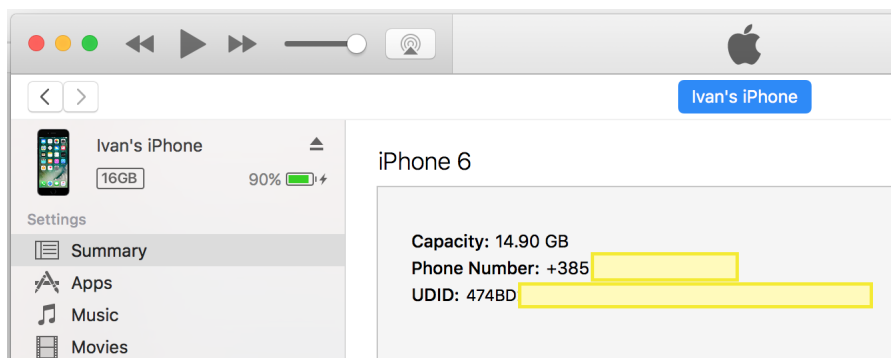 Ivan's iPhone
Ivan's iPhone
16GB
90%
Settings
Summary
Apps
Music
Movies
iPhone 6
Capacity: 14.90 GB
Phone Number: +385
UDID: 474BD